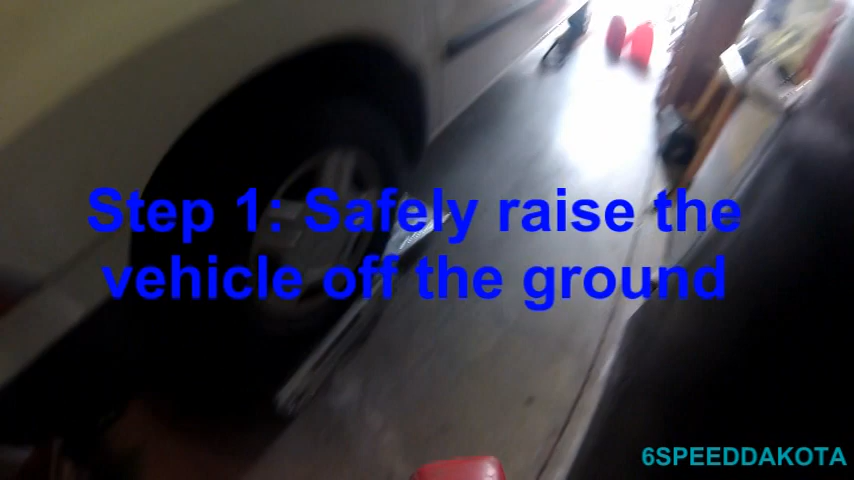 Step 1: Safely raise the
vehicle off the ground
6SPEEDDAKOTA